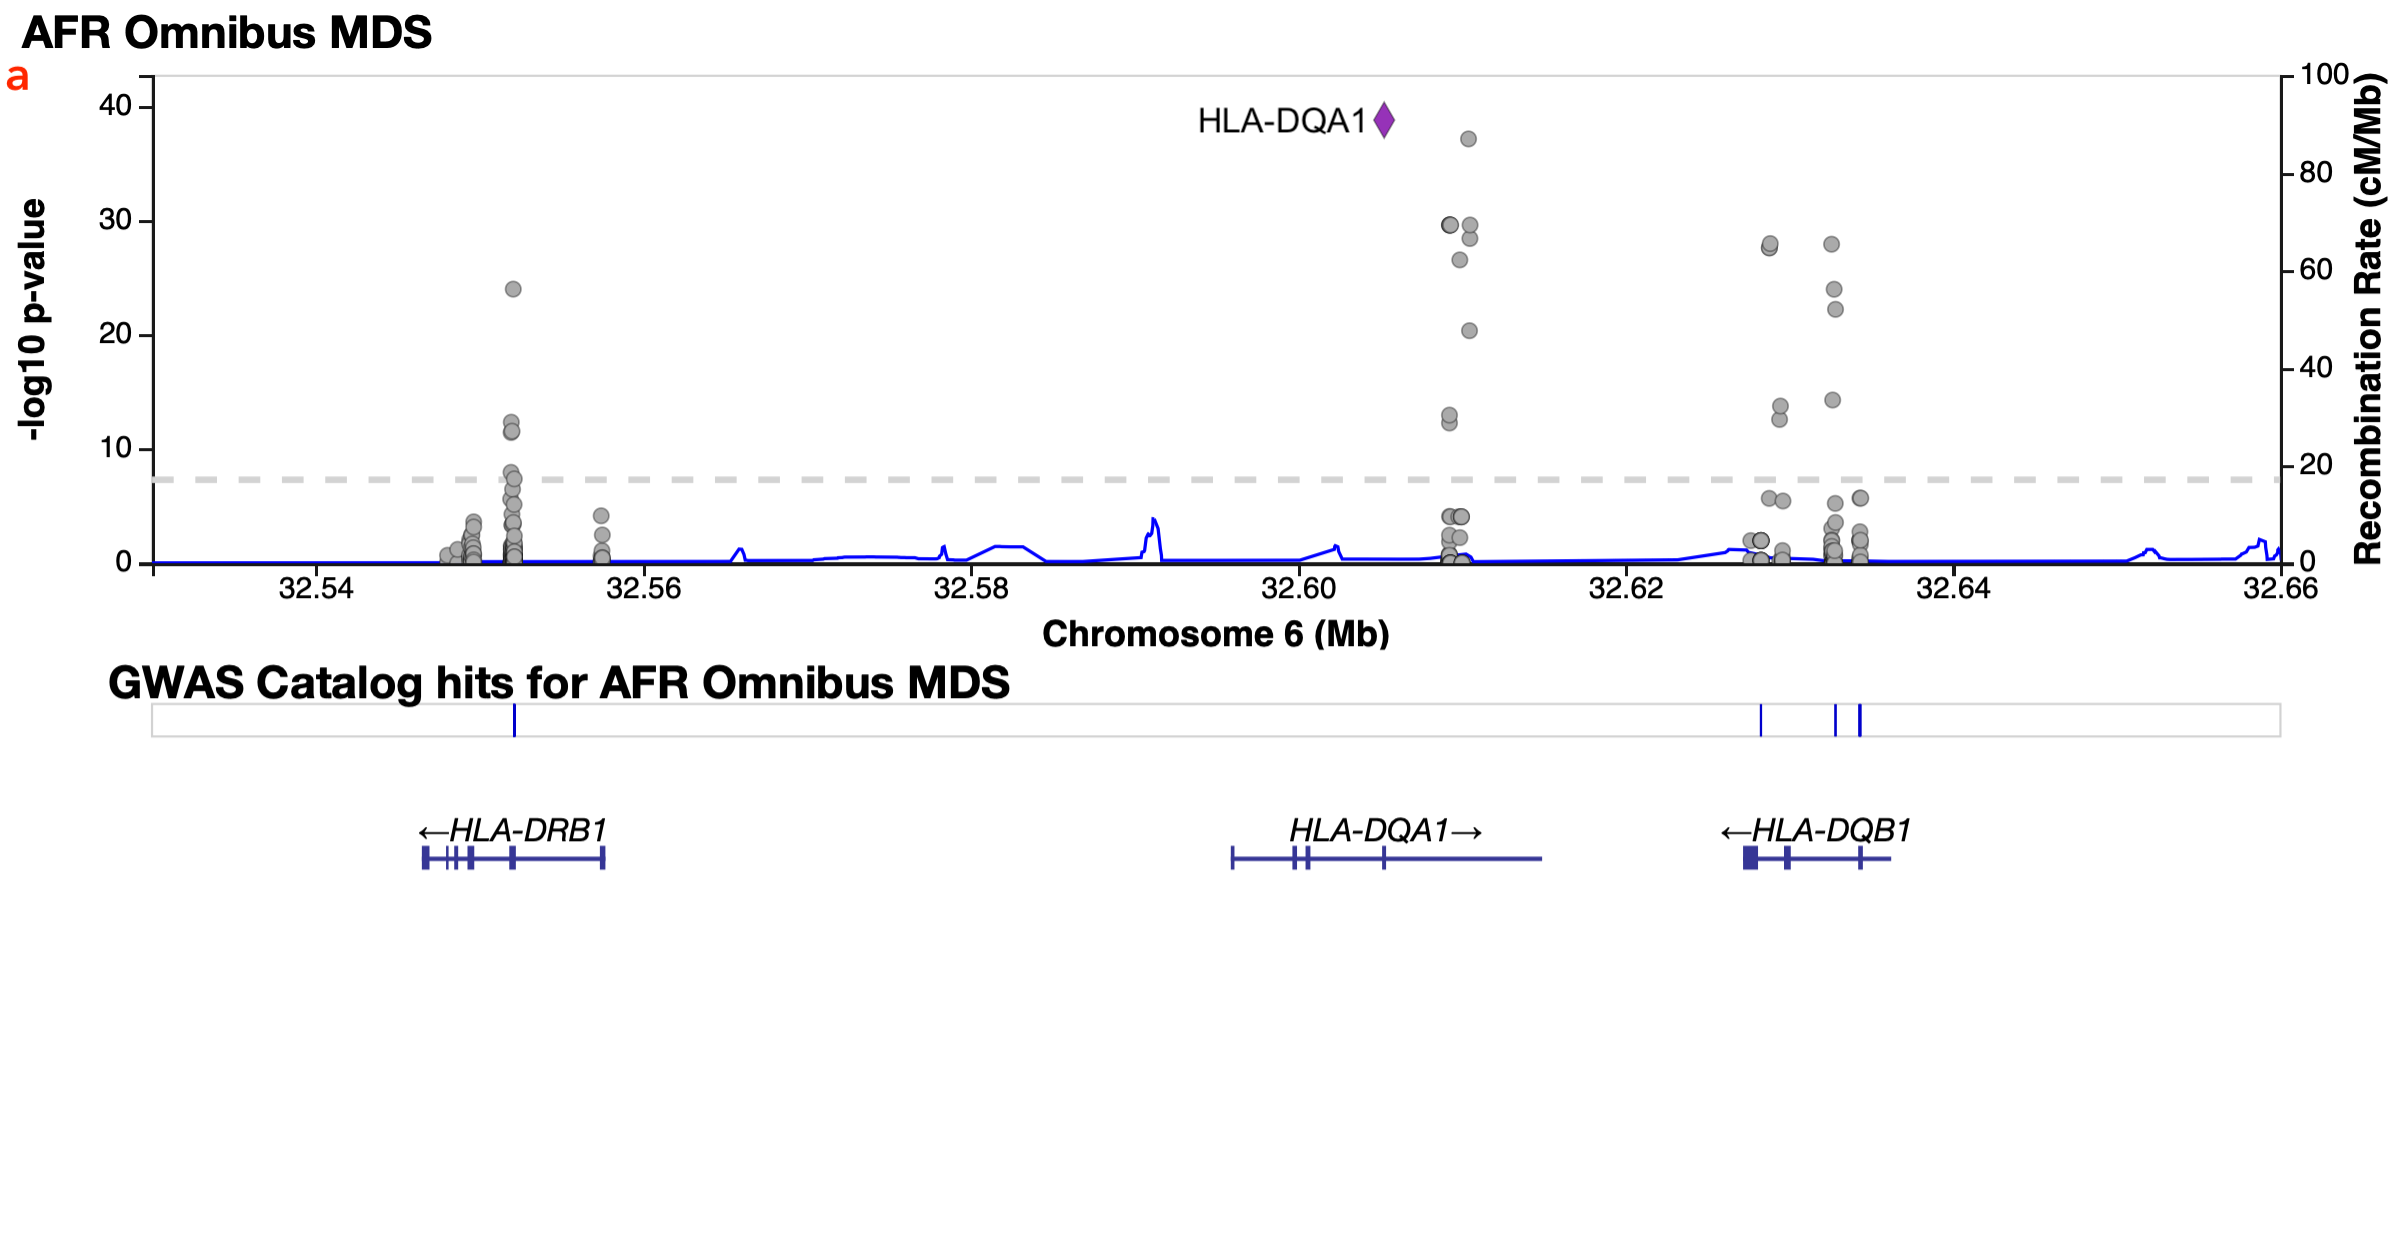 AFR Omnibus MDS
a
-log10 p-value
40
30
20
10
0
HLA-DQA1
100
80
60
40
20
0
Recombination Rate (cM/Mb)
32.54 32.56 32.58 32.60 32.62 32.64 32.66
Chromosome 6 (Mb)
GWAS Catalog hits for AFR Omnibus MDS
←HLA-DRB1 HLA-DQA1→ ←HLA-DQB1